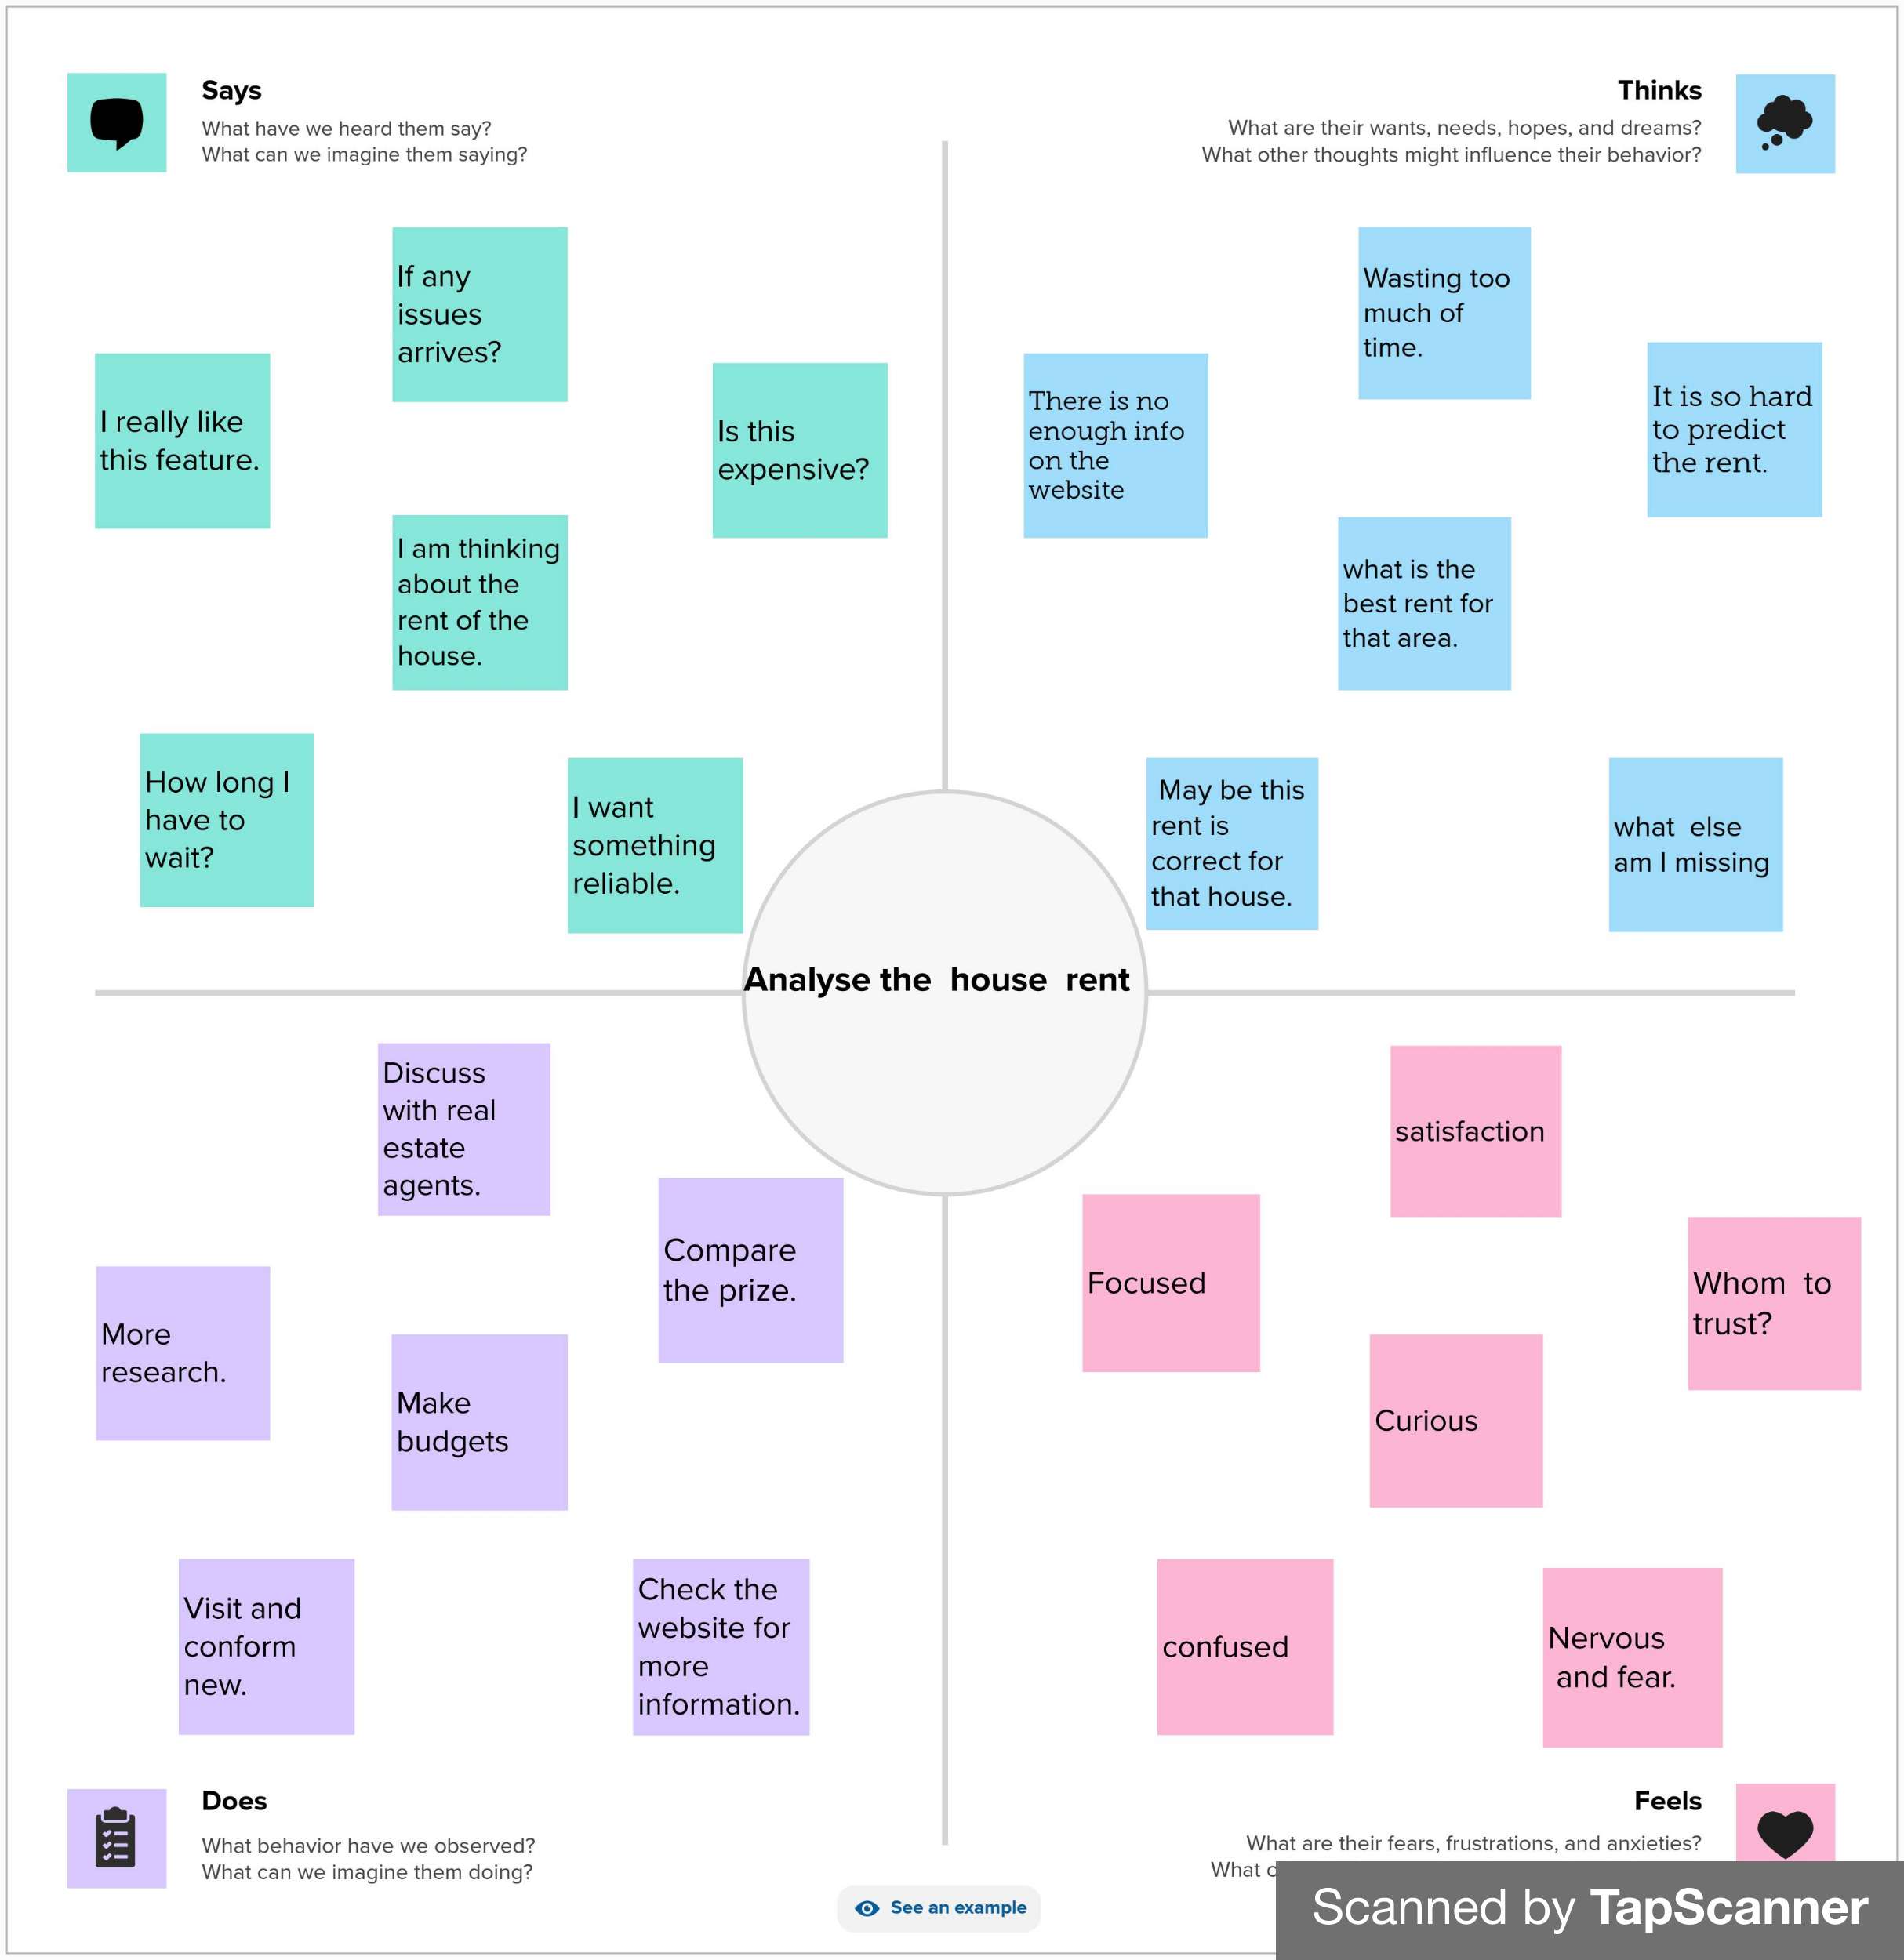 Says
What have we heard them say?
What can we imagine them saying?
If any
issues
arrives?
I really like
this feature.
Is this
expensive?
I am thinking
about the
rent of the
house.
How long I
have to
wait?
I want
something
reliable.
Thinks
What are their wants, needs, hopes, and dreams?
What other thoughts might influence their behavior?
Wasting too
much of
time.
There is no
enough info
on the
website
It is so hard
to predict
the rent.
what is the
best rent for
that area.
May be this
rent is
correct for
that house.
what else
am I missing
Analyse the house rent
Discuss
with real
estate
agents.
Compare
the prize.
More
research.
Make
budgets
Visit and
conform
new.
Check the
website for
more
information.
Does
What behavior have we observed?
What can we imagine them doing?
satisfaction
Focused
Whom to
trust?
Curious
confused
Nervous
and fear.
Feels
What are their fears, frustrations, and anxieties?
What
See an example
Scanned by TapScanner